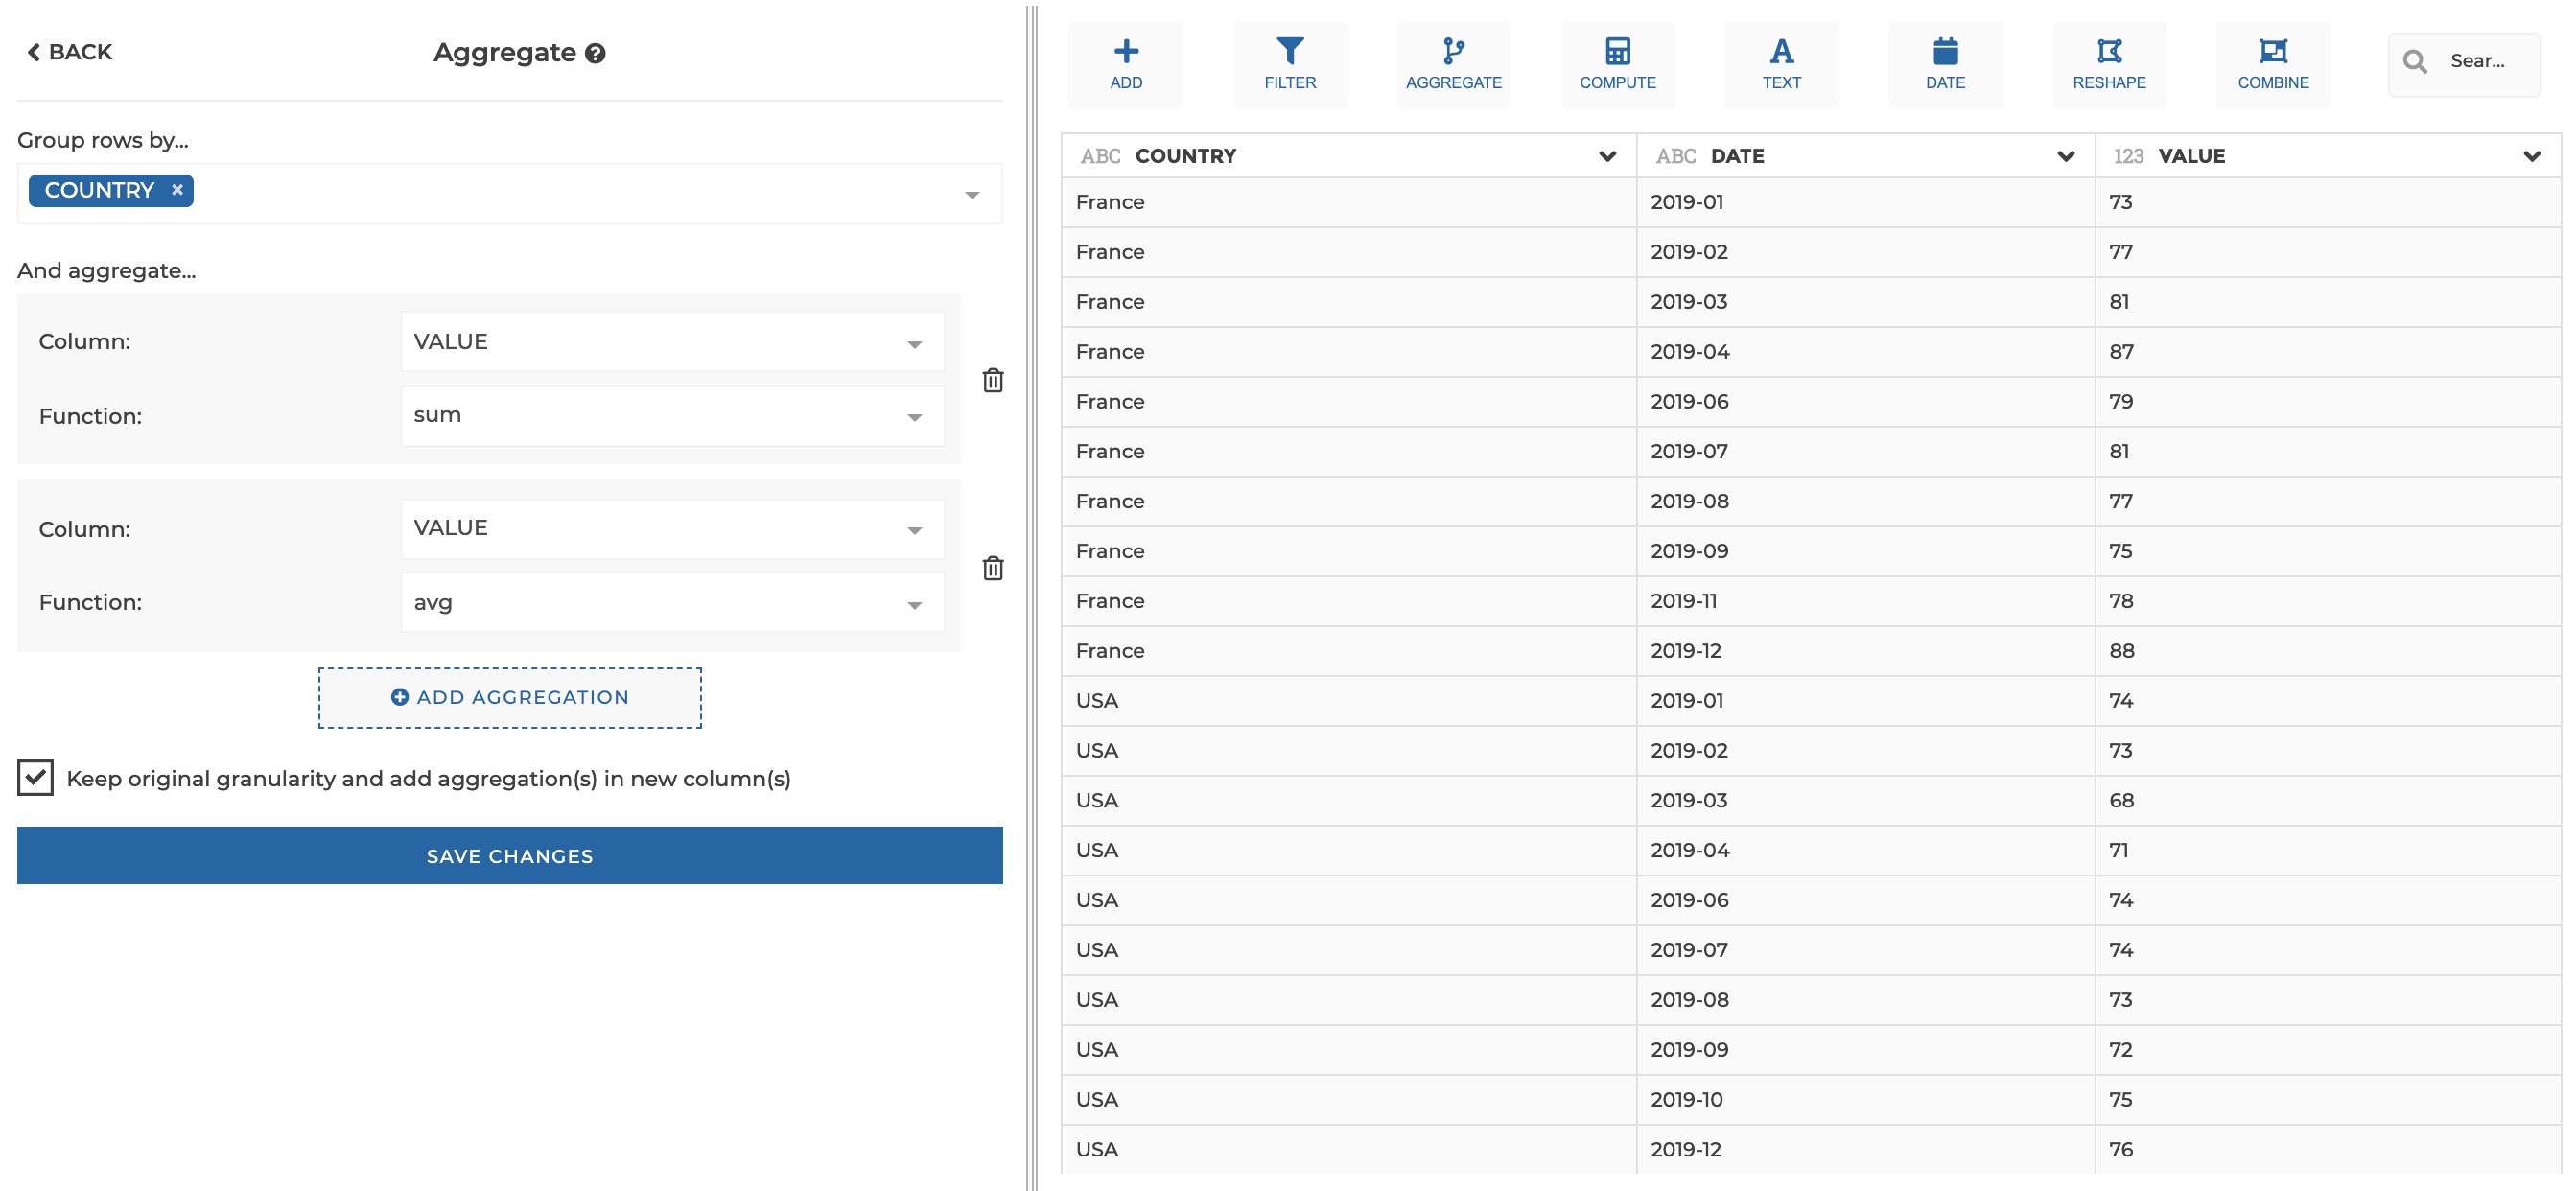 BACK
Aggregate
Group rows by...
COUNTRY ×
And aggregate...
Column: VALUE
Function: sum
Column: VALUE
Function: avg
ADD AGGREGATION
Keep original granularity and add aggregation(s) in new column(s)
SAVE CHANGES
ADD FILTER AGGREGATE COMPUTE TEXT DATE RESHAPE COMBINE Sear...
ABC COUNTRY ABC DATE 123 VALUE
France 2019-01 73
France 2019-02 77
France 2019-03 81
France 2019-04 87
France 2019-06 79
France 2019-07 81
France 2019-08 77
France 2019-09 75
France 2019-11 78
France 2019-12 88
USA 2019-01 74
USA 2019-02 73
USA 2019-03 68
USA 2019-04 71
USA 2019-06 74
USA 2019-07 74
USA 2019-08 73
USA 2019-09 72
USA 2019-10 75
USA 2019-12 76